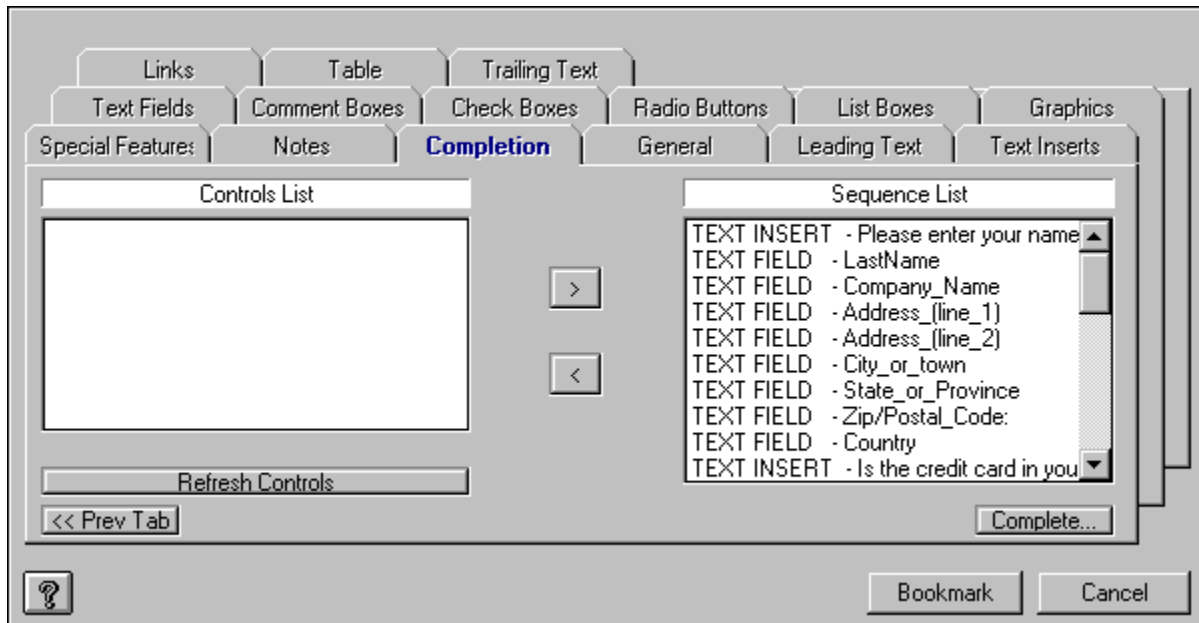 Links Table Trailing Text
Text Fields Comment Boxes Check Boxes Radio Buttons List Boxes Graphics
Special Features Notes Completion General Leading Text Text Inserts
Controls List
Sequence List
TEXT INSERT - Please enter your name
TEXT FIELD - LastName
TEXT FIELD - Company_Name
TEXT FIELD - Address_(line_1)
TEXT FIELD - Address_(line_2)
TEXT FIELD - City_or_town
TEXT FIELD - State_or_Province
TEXT FIELD - Zip/Postal_Code:
TEXT FIELD - Country
TEXT INSERT - Is the credit card in you
>
<
Refresh Controls
<< Prev Tab
Complete...
?
Bookmark
Cancel